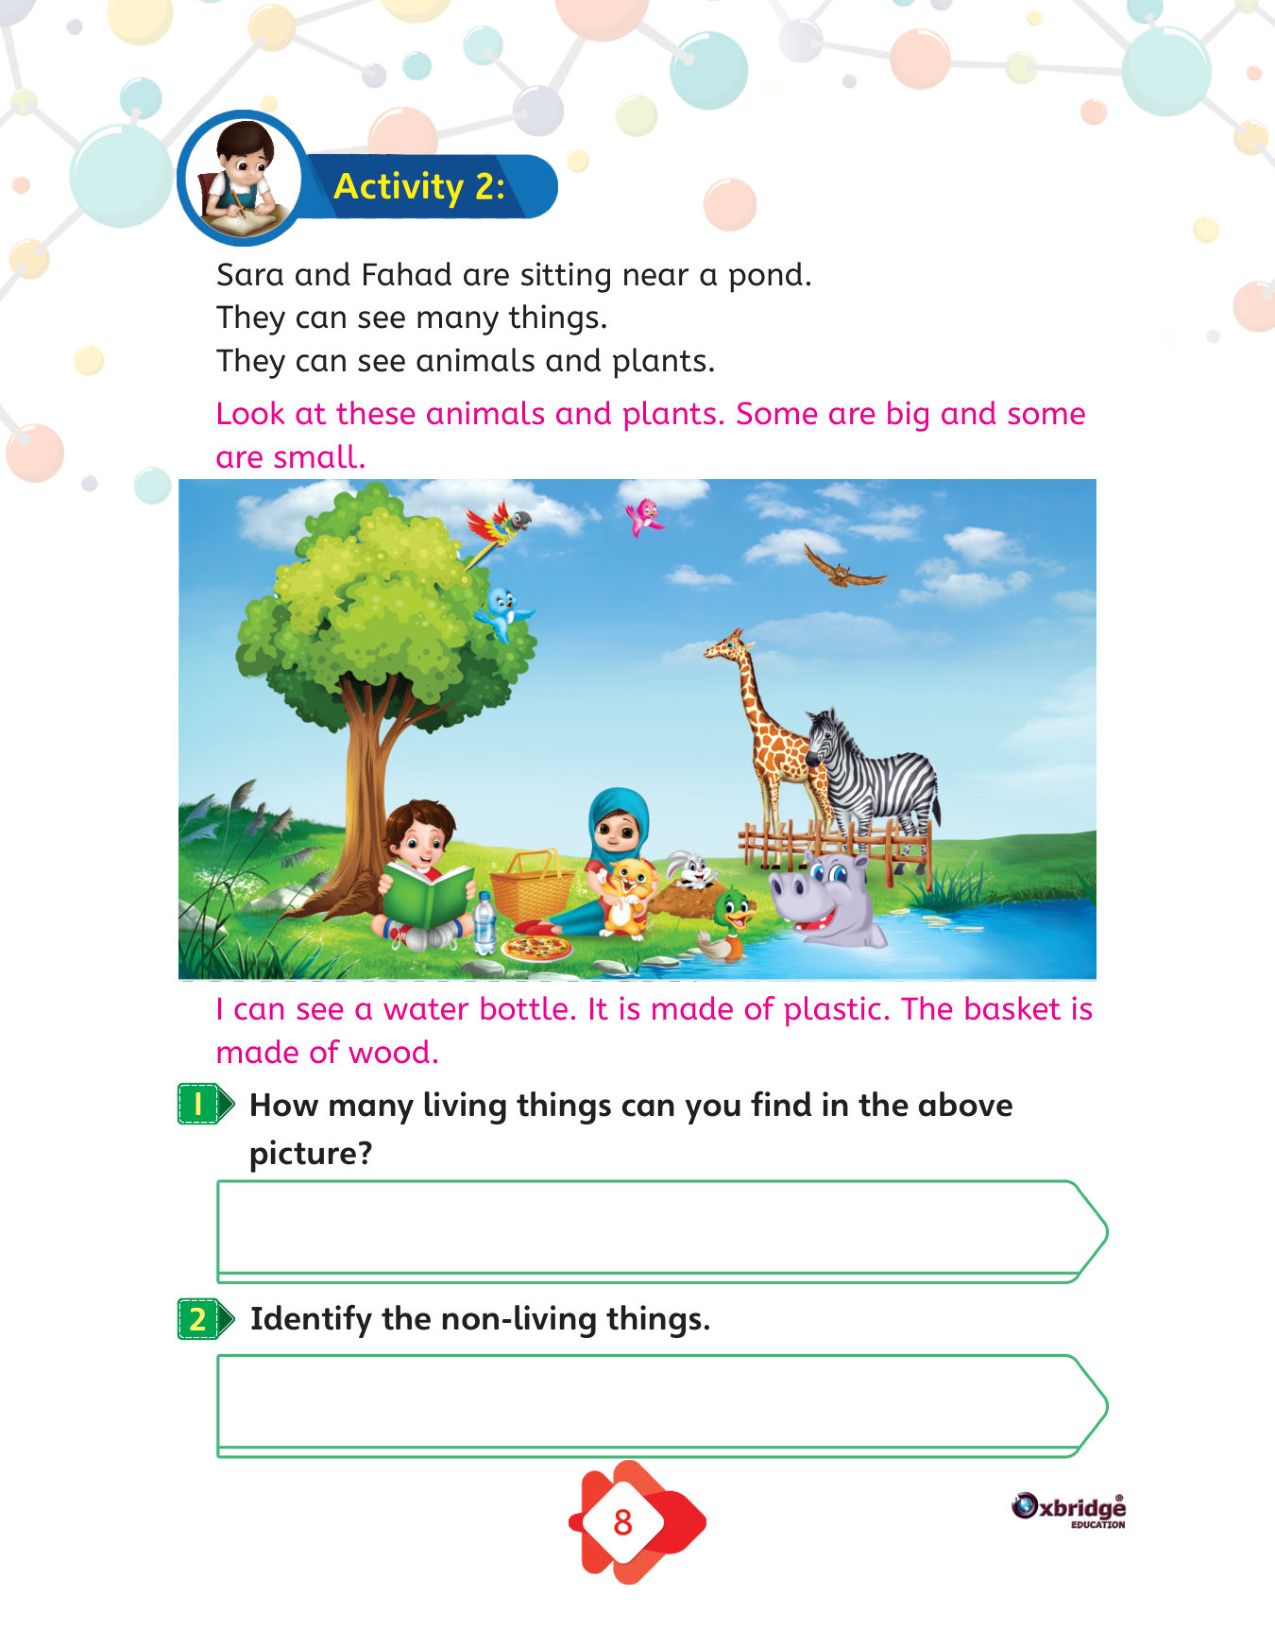 Activity 2:
Sara and Fahad are sitting near a pond.
They can see many things.
They can see animals and plants.
Look at these animals and plants. Some are big and some
are small.
I can see a water bottle. It is made of plastic. The basket is
made of wood.
1 How many living things can you find in the above
picture?
2 Identify the non-living things.
8
Oxbridge®
EDUCATION